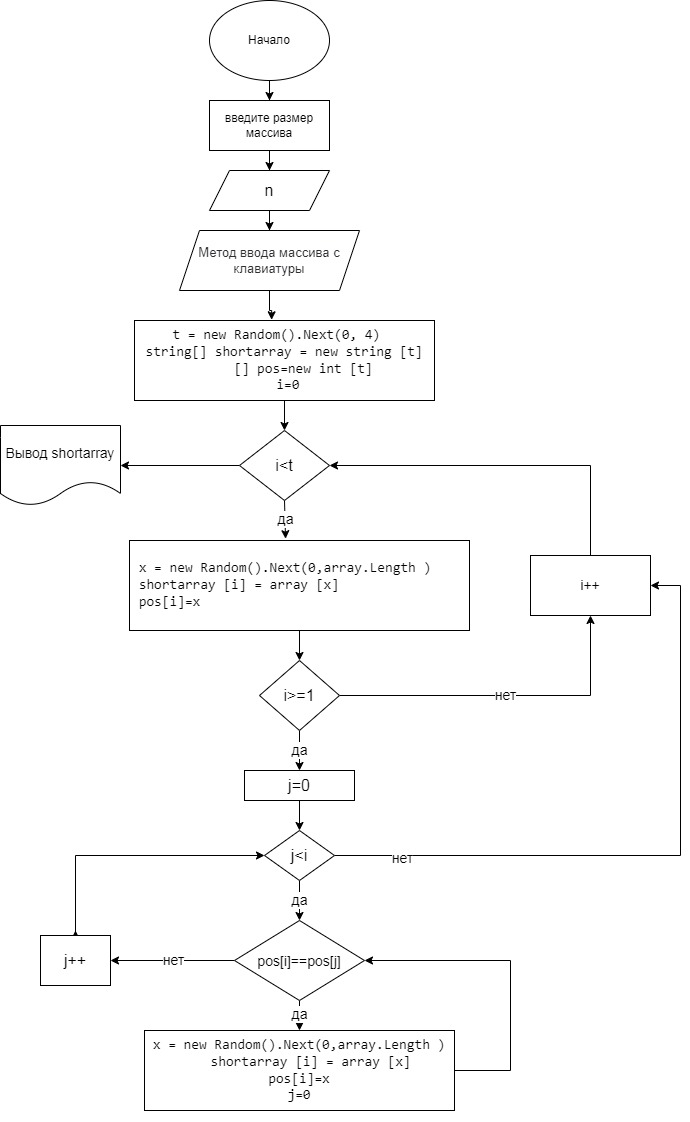 Начало
введите размер
массива
n
Метод ввода массива с
клавиатуры
t = new Random().Next(0, 4)
string[] shortarray = new string [t]
[] pos=new int [t]
i=0
Вывод shortarray
i<t
да
x = new Random().Next(0,array.Length )
shortarray [i] = array [x]
pos[i]=x
i++
i>=1
нет
да
j=0
j<i
нет
да
j++
нет
pos[i]==pos[j]
да
x = new Random().Next(0,array.Length )
shortarray [i] = array [x]
pos[i]=x
j=0